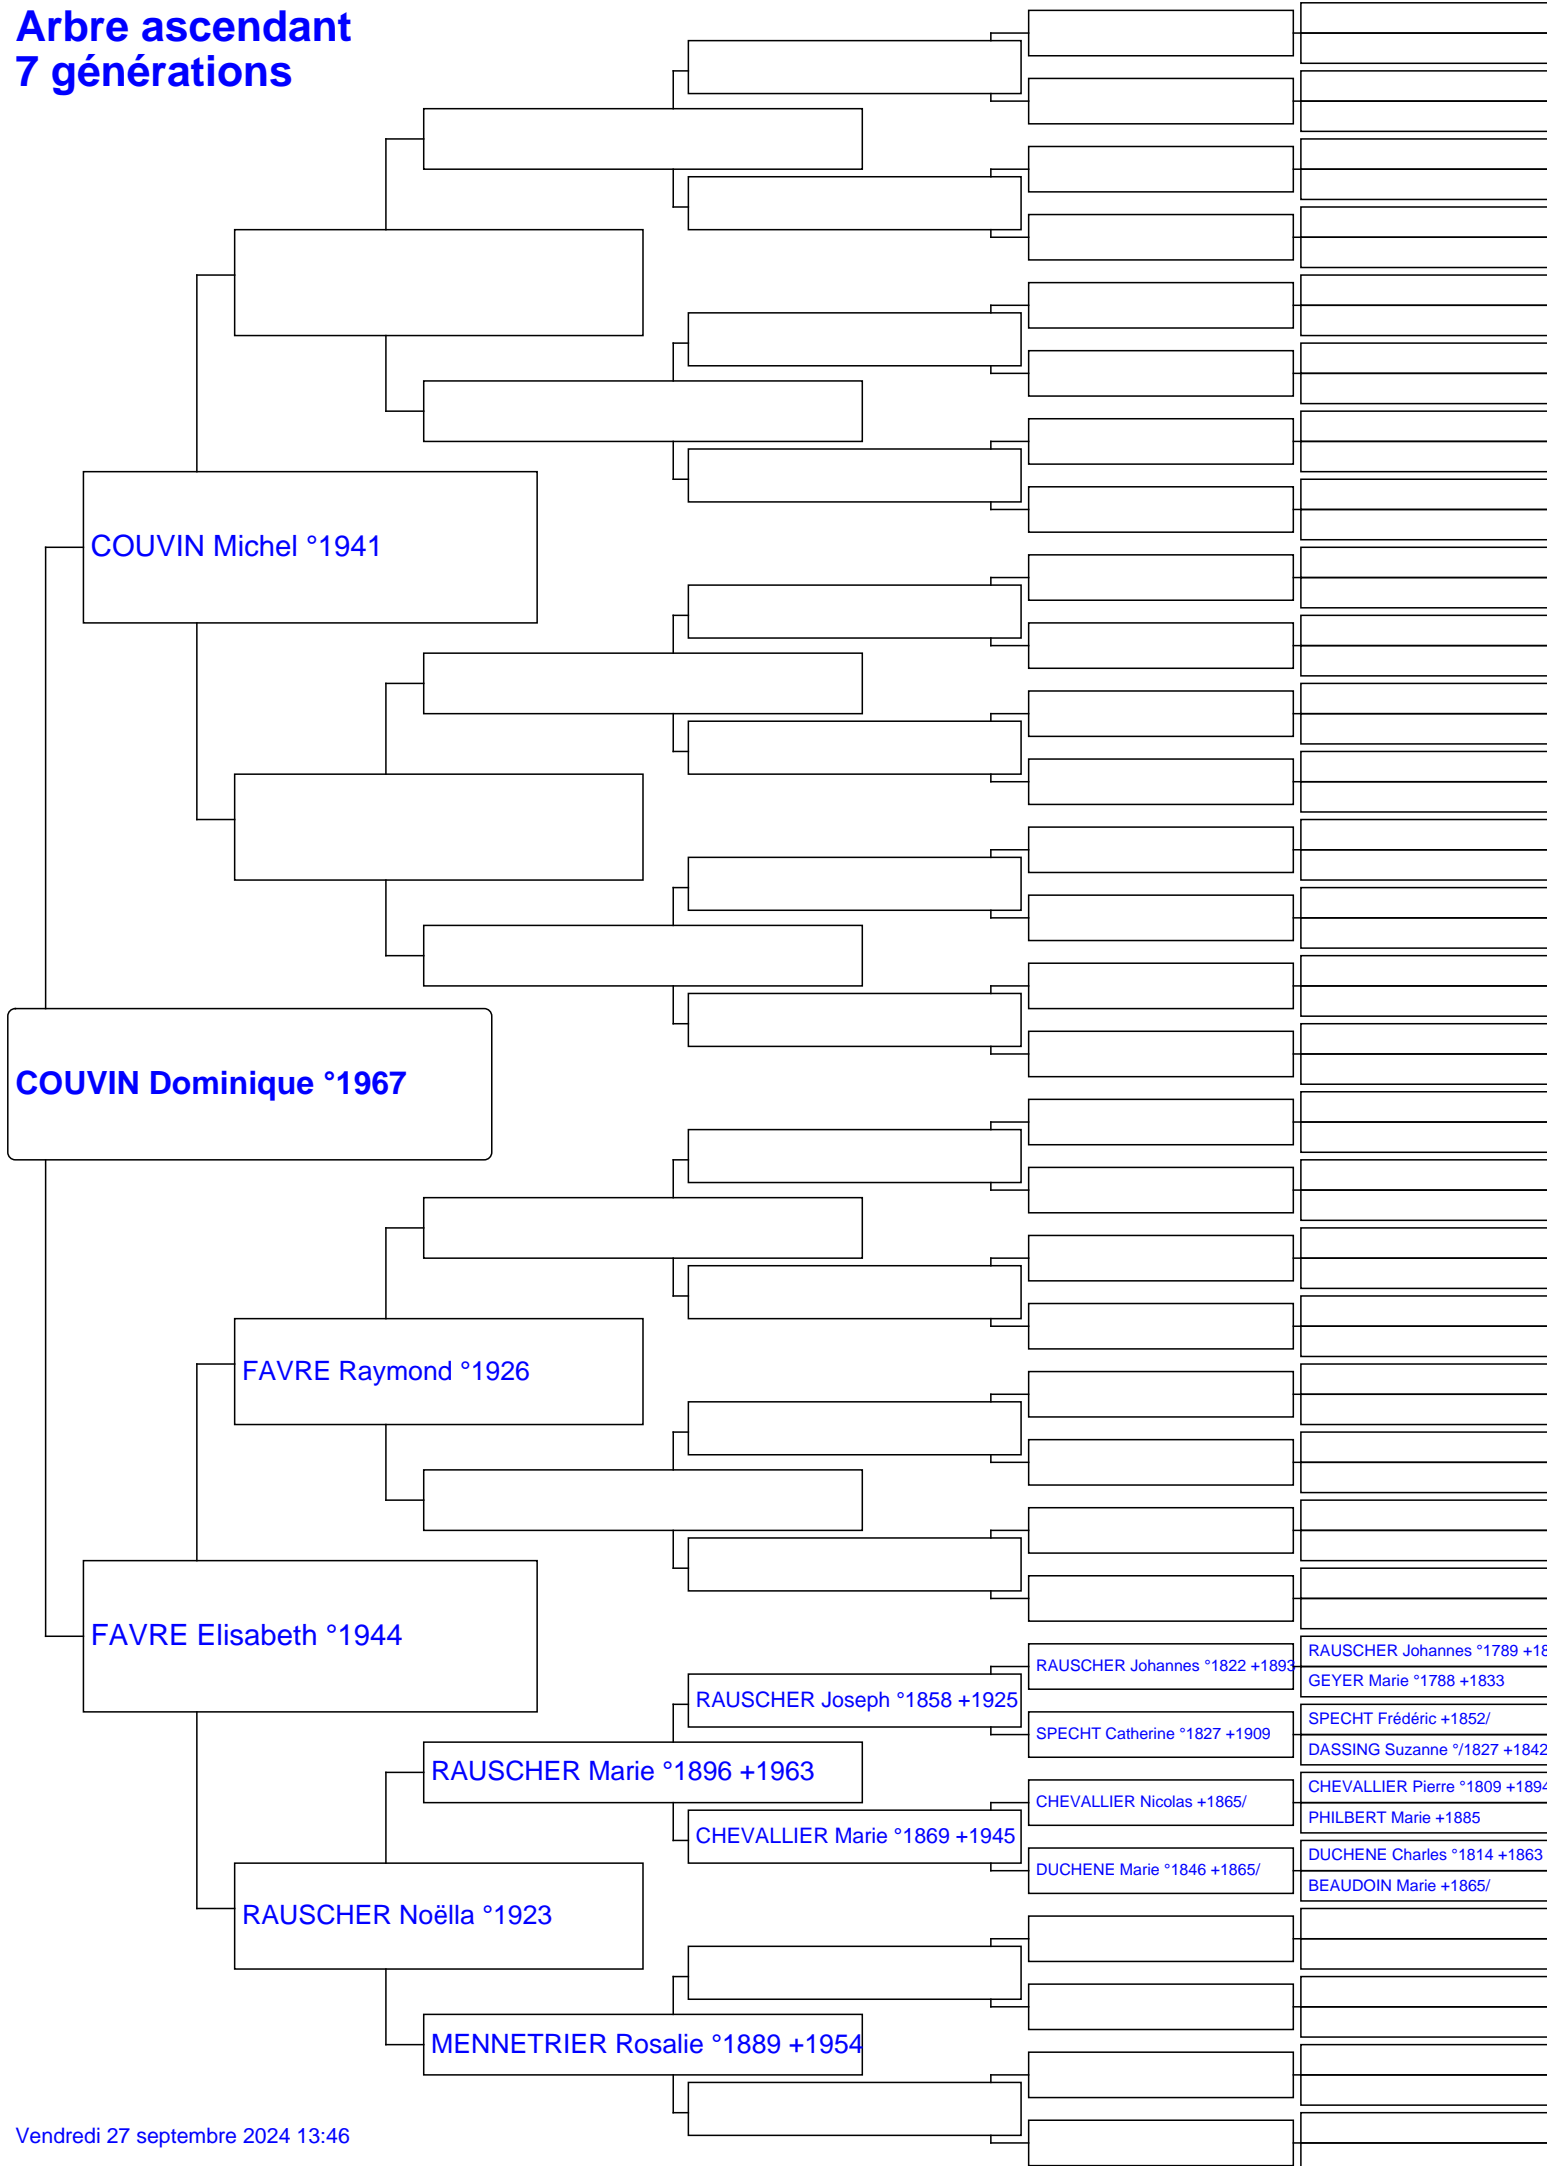 Arbre ascendant
7 générations
COUVIN Michel °1941
COUVIN Dominique °1967
FAVRE Raymond °1926
FAVRE Elisabeth °1944
RAUSCHER Johannes °1822 +1893
RAUSCHER Johannes °1789 +18
GEYER Marie °1788 +1833
RAUSCHER Joseph °1858 +1925
SPECHT Catherine °1827 +1909
SPECHT Frédéric +1852/
DASSING Suzanne °/1827 +1842
RAUSCHER Marie °1896 +1963
CHEVALLIER Nicolas +1865/
CHEVALLIER Pierre °1809 +1894
PHILBERT Marie +1885
CHEVALLIER Marie °1869 +1945
DUCHENE Marie °1846 +1865/
DUCHENE Charles °1814 +1863
BEAUDOIN Marie +1865/
RAUSCHER Noëlla °1923
MENNETRIER Rosalie °1889 +1954
Vendredi 27 septembre 2024 13:46